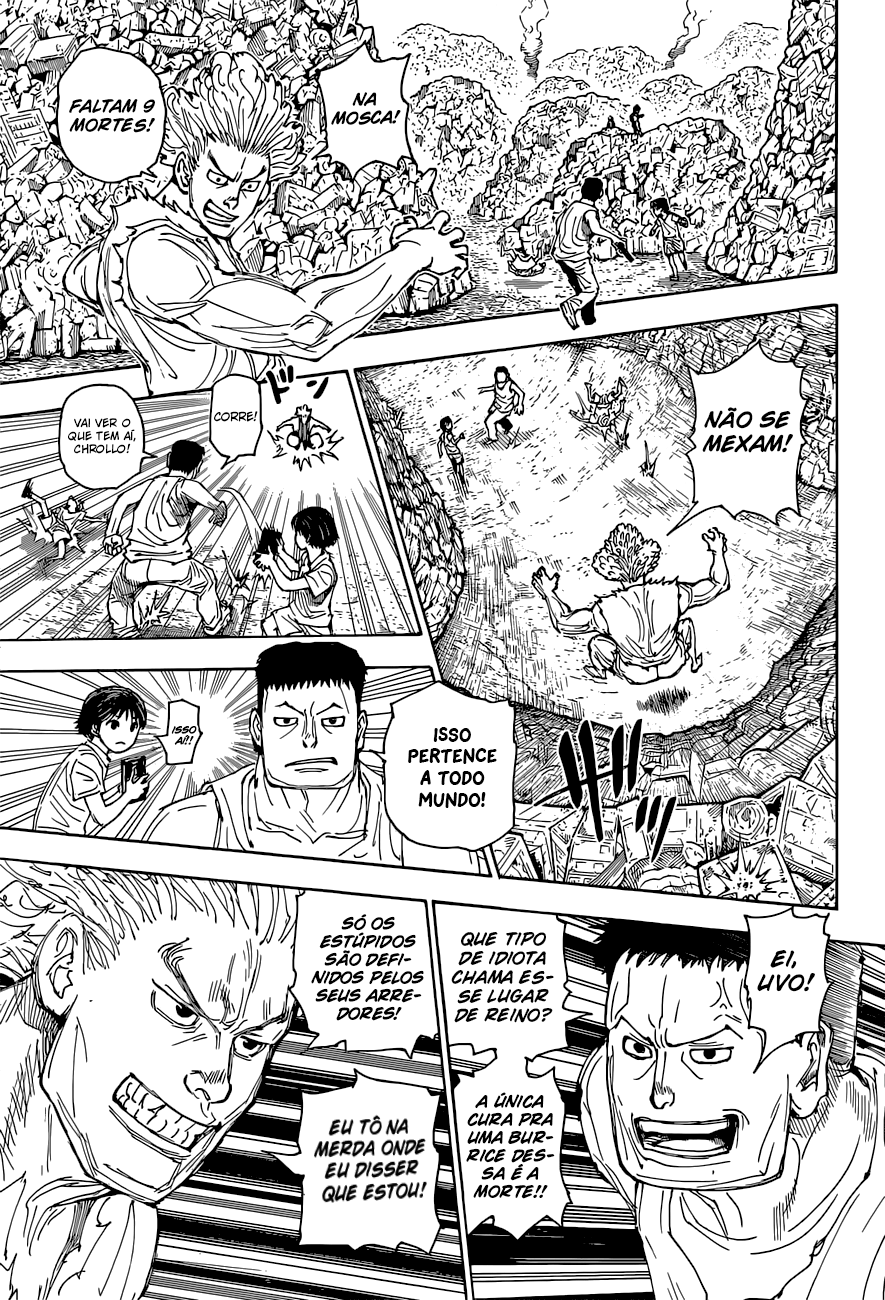 NA
MOSCA!
FALTAM 9
MORTES!
NÃO SE
MEXAM!
ドン
CORRE!
VAI VER O
QUE TEM AÍ,
CHROLLO!
ISSO
PERTENCE
A TODO
MUNDO!
ISSO
AÍ!!
EI,
UVO!
QUE TIPO
DE IDIOTA
CHAMA ES-
SE LUGAR
DE REINO?
A ÚNICA
CURA PRA
UMA BUR-
RICE DES-
SA É A
MORTE!!
SÓ OS
ESTÚPIDOS
SÃO DEFI-
NIDOS PELOS
SEUS ARRE-
DORES!
EU TÔ NA
MERDA ONDE
EU DISSER
QUE ESTOU!